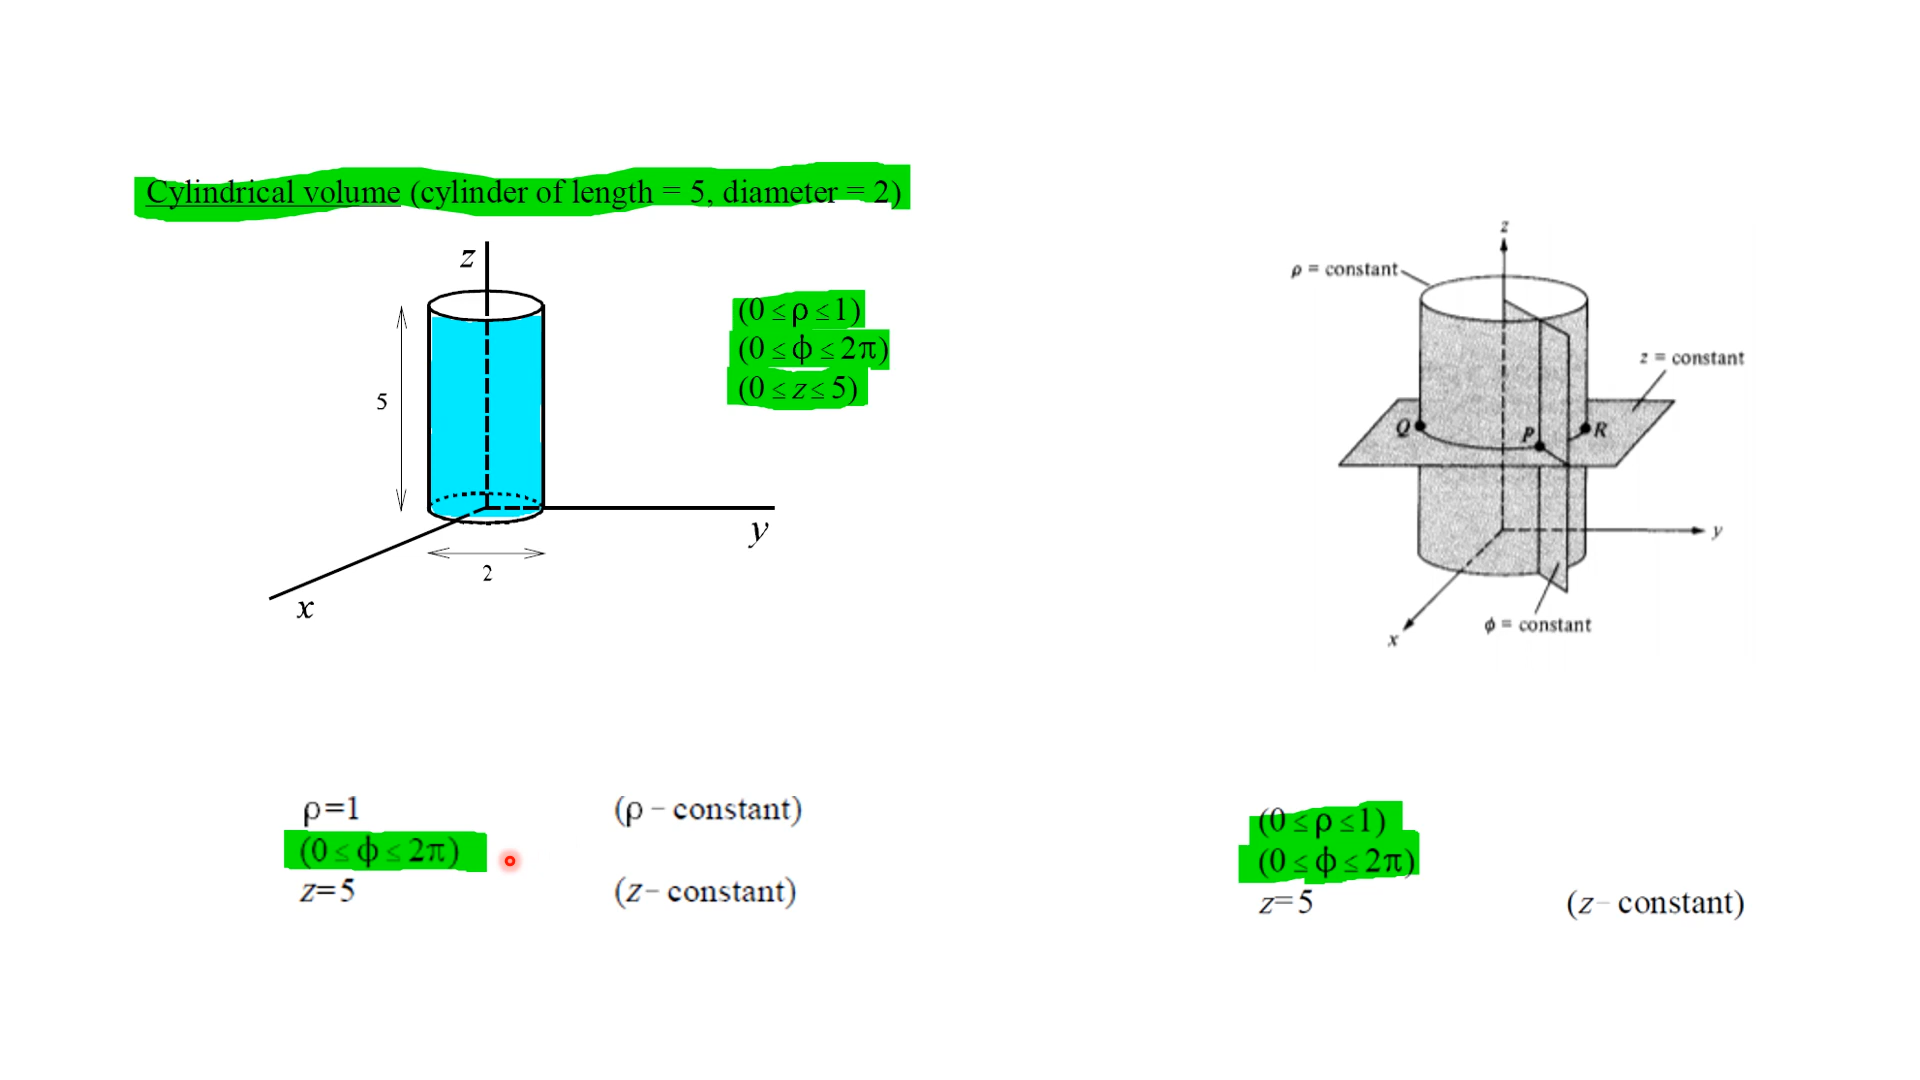 Cylindrical volume (cylinder of length = 5, diameter = 2)
z
(0 ≤ ρ ≤ 1)
(0 ≤ ϕ ≤ 2π)
(0 ≤ z ≤ 5)
5
y
2
x
z
ρ = constant
z = constant
Q
P
R
y
ϕ = constant
x
ρ=1 (ρ – constant)
(0 ≤ ϕ ≤ 2π)
z=5 (z– constant)
(0 ≤ ρ ≤ 1)
(0 ≤ ϕ ≤ 2π)
z=5 (z– constant)